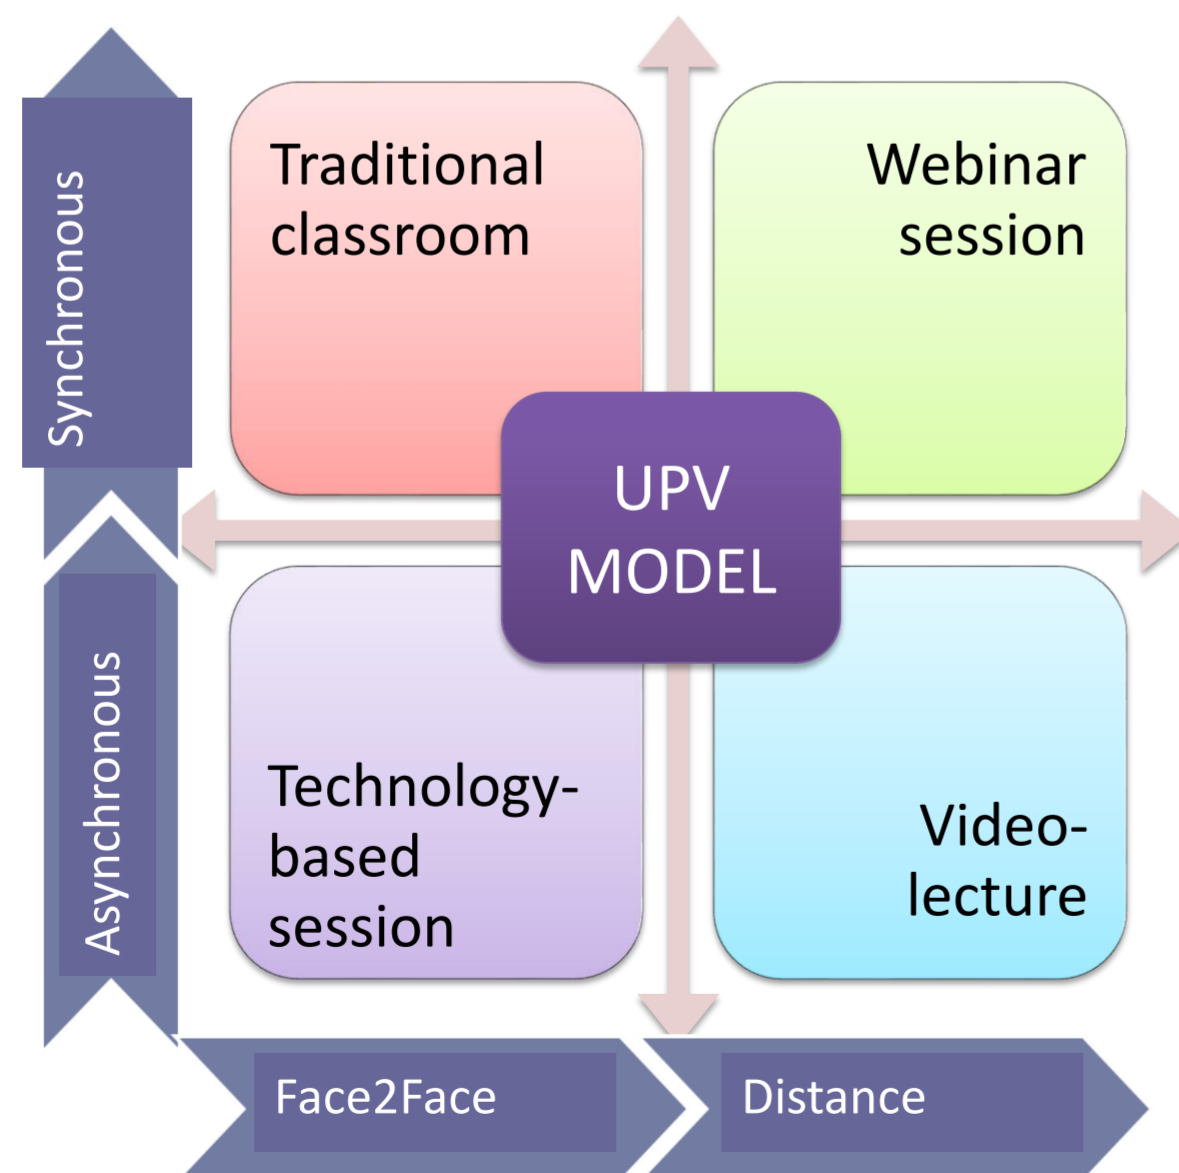 Synchronous
Traditional
classroom
Webinar
session
UPV
MODEL
Asynchronous
Technology-
based
session
Video-
lecture
Face2Face
Distance